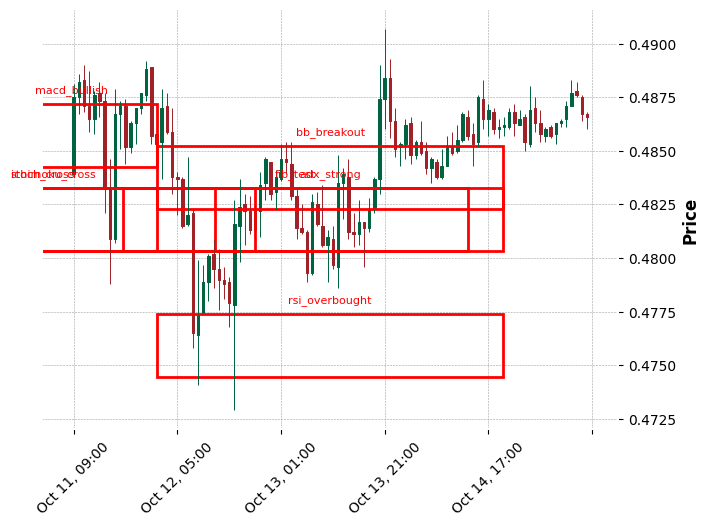 macd_bullish
bb_breakout
adx_strong
rsi_overbought
0.4900
0.4875
0.4850
0.4825
0.4800
0.4775
0.4750
0.4725
Price
Oct 11, 09:00
Oct 12, 05:00
Oct 13, 01:00
Oct 13, 21:00
Oct 14, 17:00